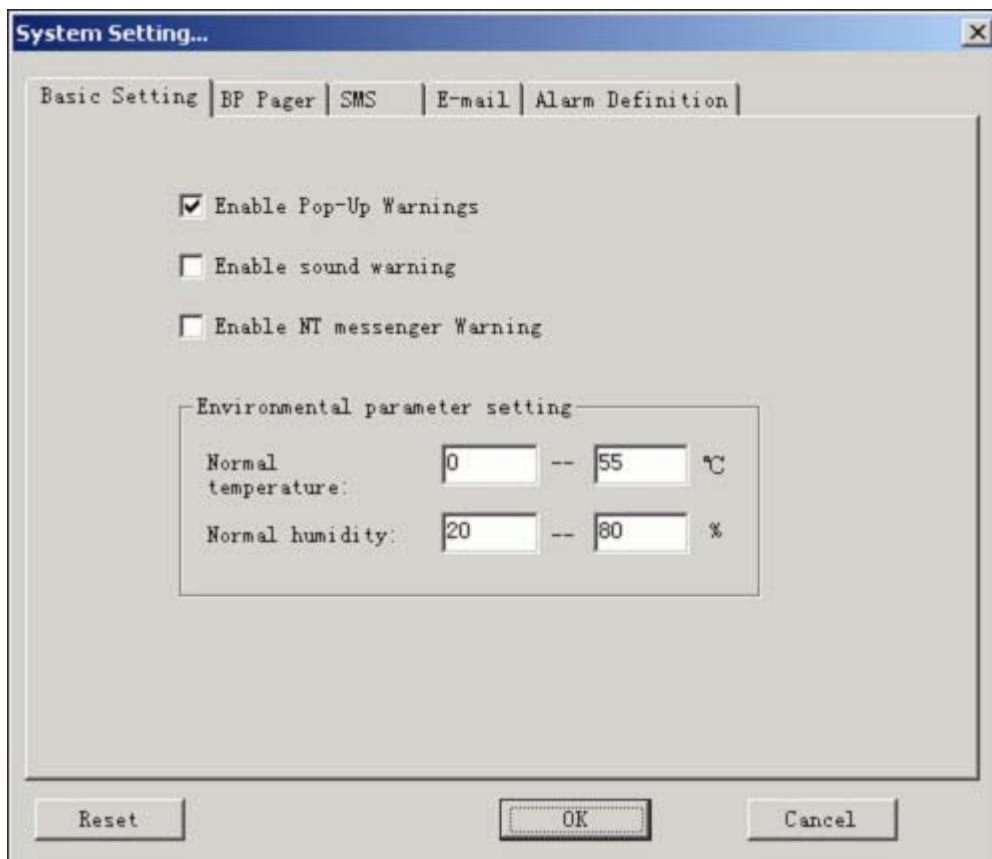 System Setting...
Basic Setting BP Pager SMS E-mail Alarm Definition
Enable Pop-Up Warnings
Enable sound warning
Enable NT messenger Warning
Environmental parameter setting
Normal temperature: 0 -- 55 ℃
Normal humidity: 20 -- 80 %
Reset OK Cancel